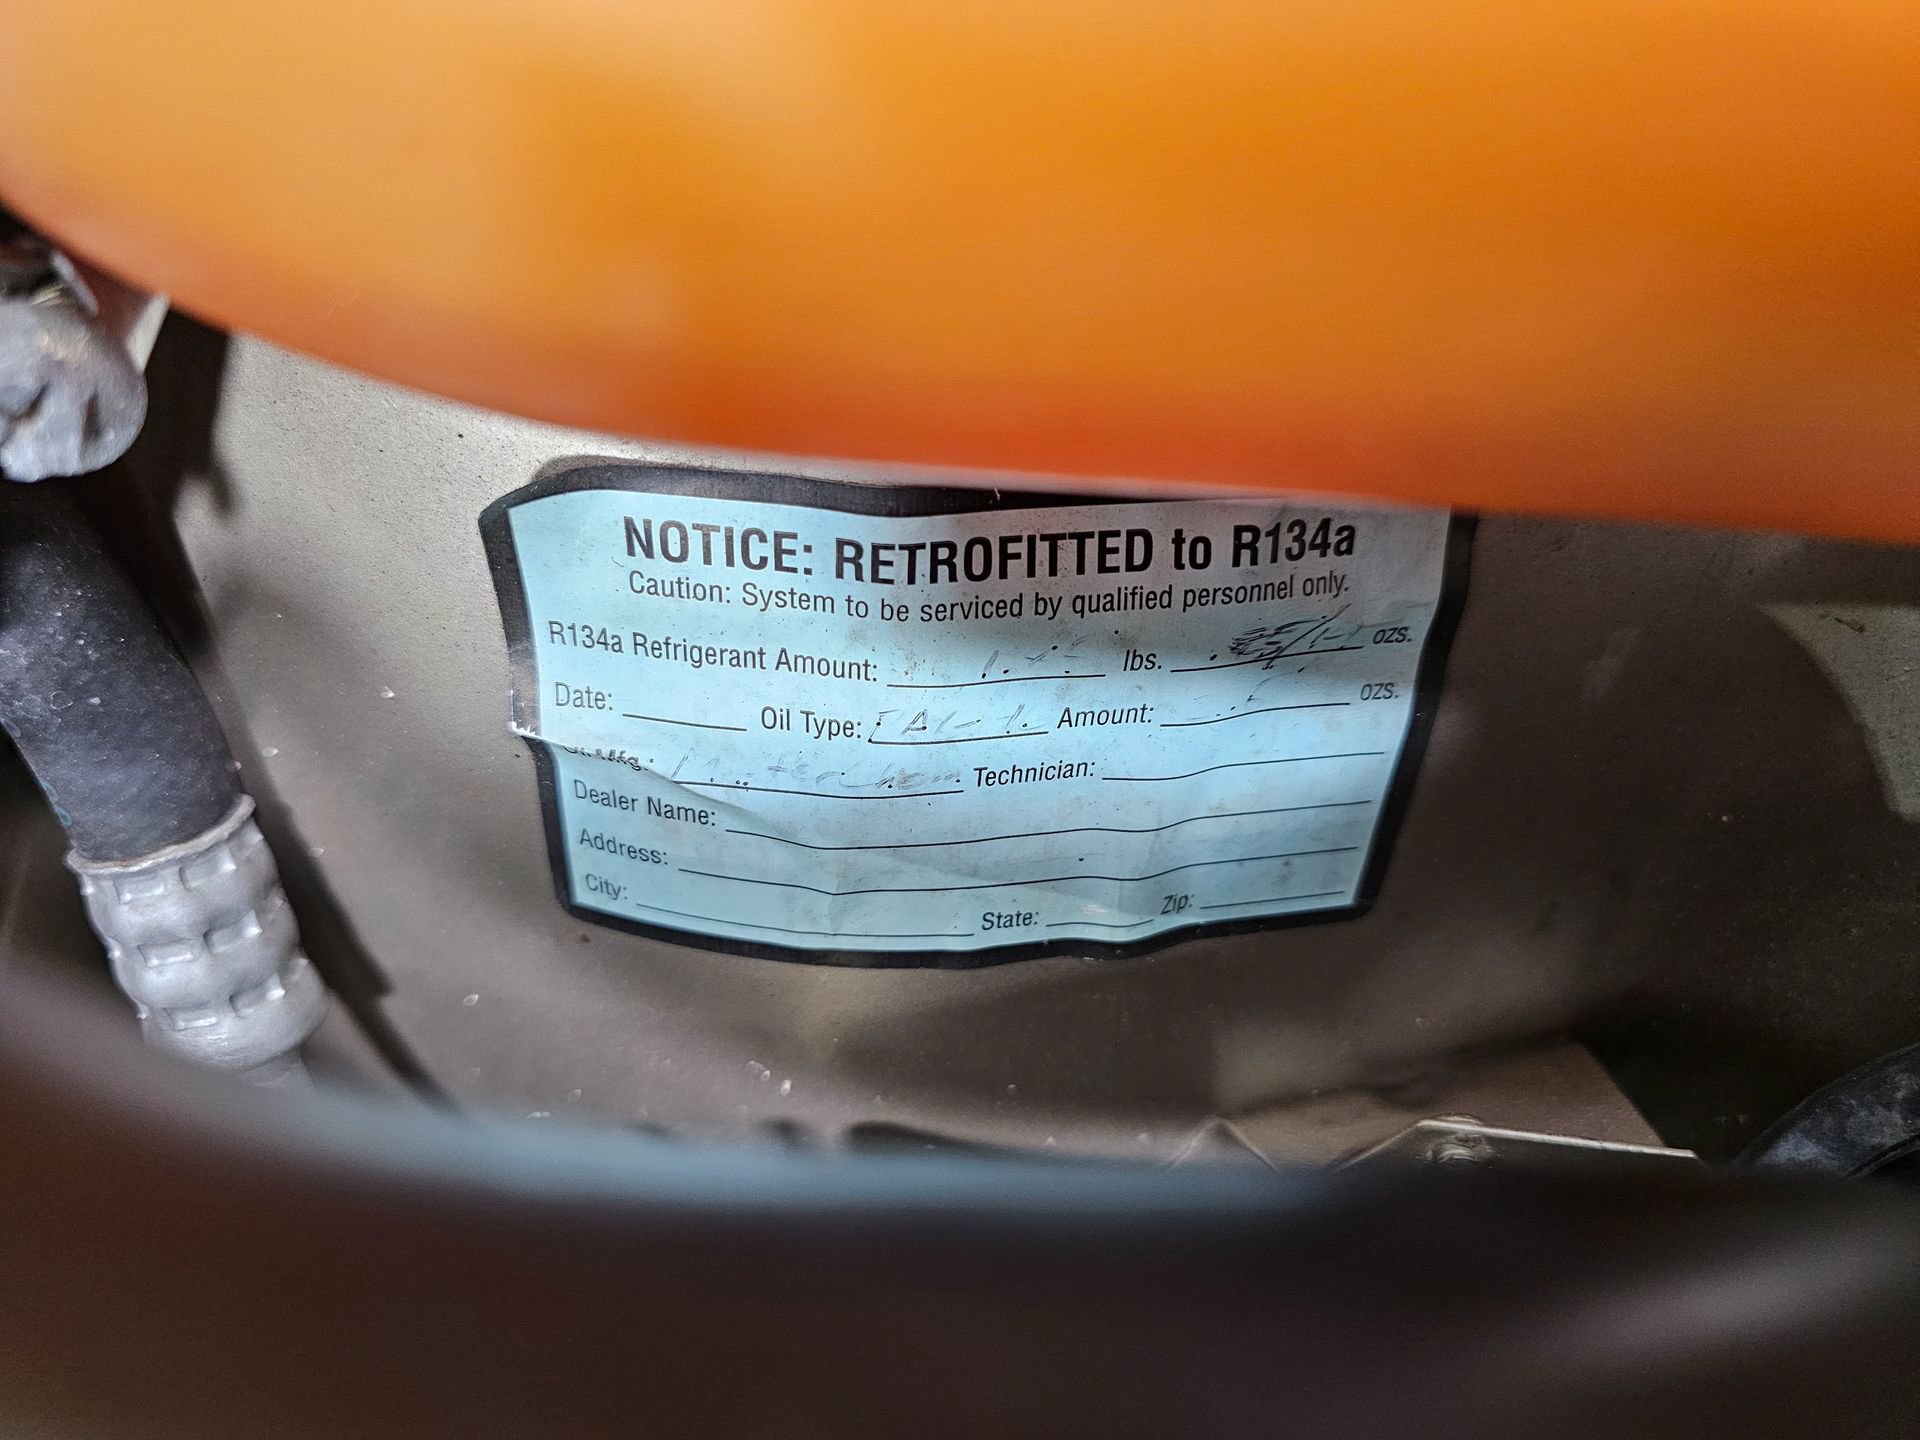 NOTICE: RETROFITTED to R134a
Caution: System to be serviced by qualified personnel only.
R134a Refrigerant Amount: lbs. ozs.
Date: Oil Type: Amount: ozs.
Technician:
Dealer Name:
Address:
City: State: Zip: